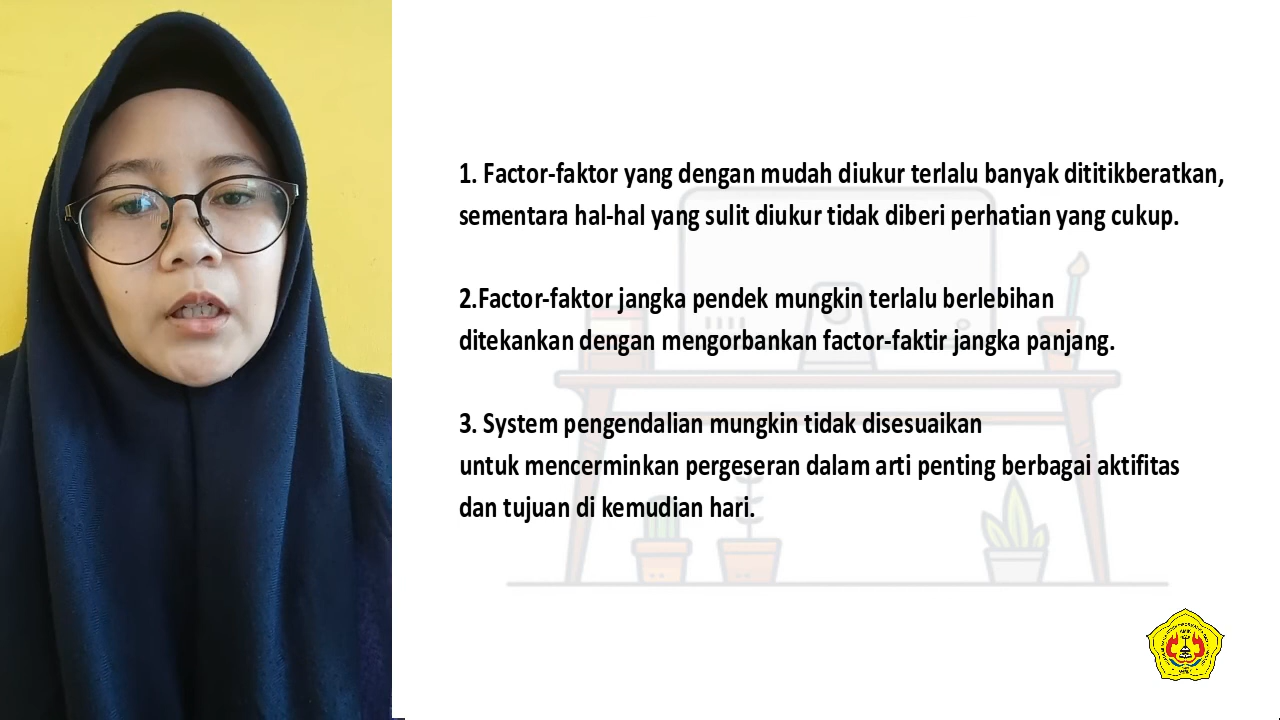 1. Factor-faktor yang dengan mudah diukur terlalu banyak dititikberatkan,
sementara hal-hal yang sulit diukur tidak diberi perhatian yang cukup.
2.Factor-faktor jangka pendek mungkin terlalu berlebihan
ditekankan dengan mengorbankan factor-faktir jangka panjang.
3. System pengendalian mungkin tidak disesuaikan
untuk mencerminkan pergeseran dalam arti penting berbagai aktifitas
dan tujuan di kemudian hari.